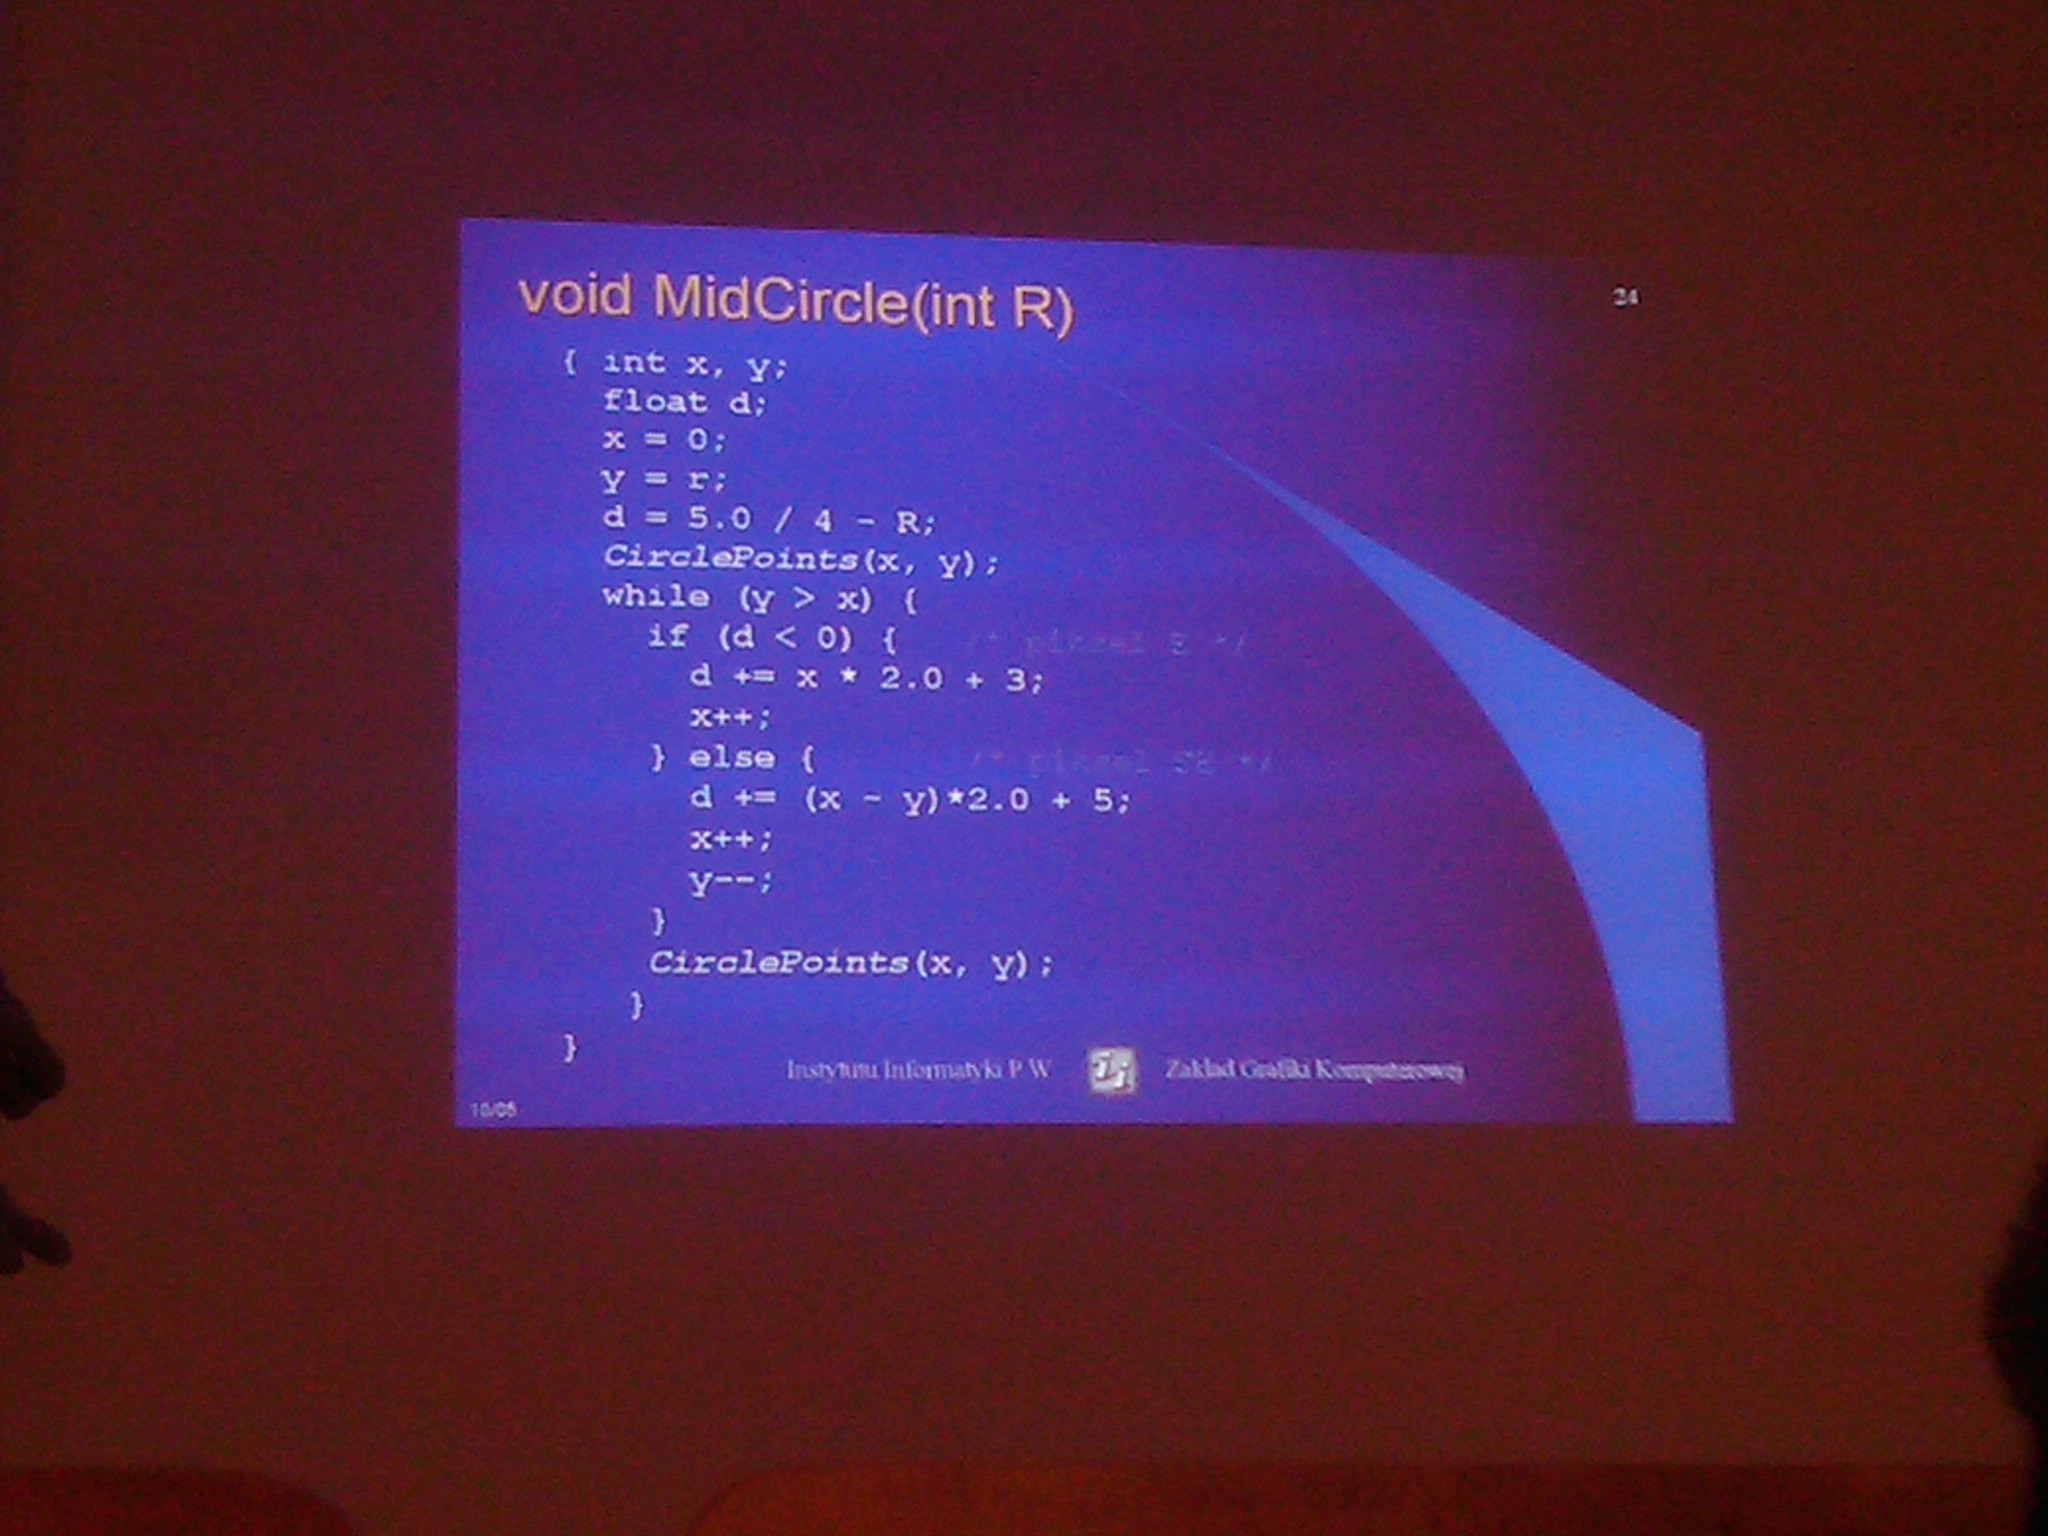 void MidCircle(int R)
24
{ int x, y;
float d;
x = 0;
y = r;
d = 5.0 / 4 - R;
CirclePoints(x, y);
while (y > x) {
if (d < 0) { /* piksel E */
d += x * 2.0 + 3;
x++;
} else { /* piksel SE */
d += (x - y)*2.0 + 5;
x++;
y--;
}
CirclePoints(x, y);
}
}
Instytutu Informatyki P W
Zakład Grafiki Komputerowej
10/05